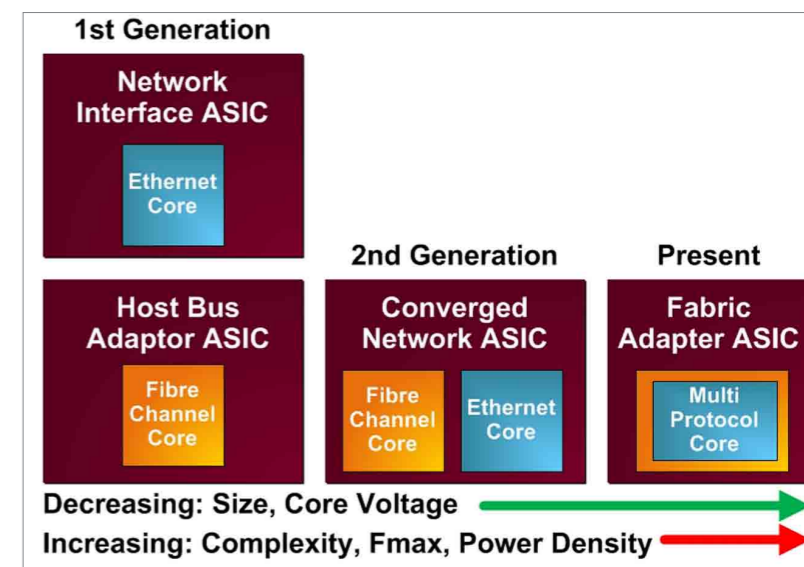 1st Generation
Network
Interface ASIC
Ethernet
Core
2nd Generation
Present
Host Bus
Adaptor ASIC
Fibre
Channel
Core
Converged
Network ASIC
Fibre
Channel
Core
Ethernet
Core
Fabric
Adapter ASIC
Multi
Protocol
Core
Decreasing: Size, Core Voltage
Increasing: Complexity, Fmax, Power Density